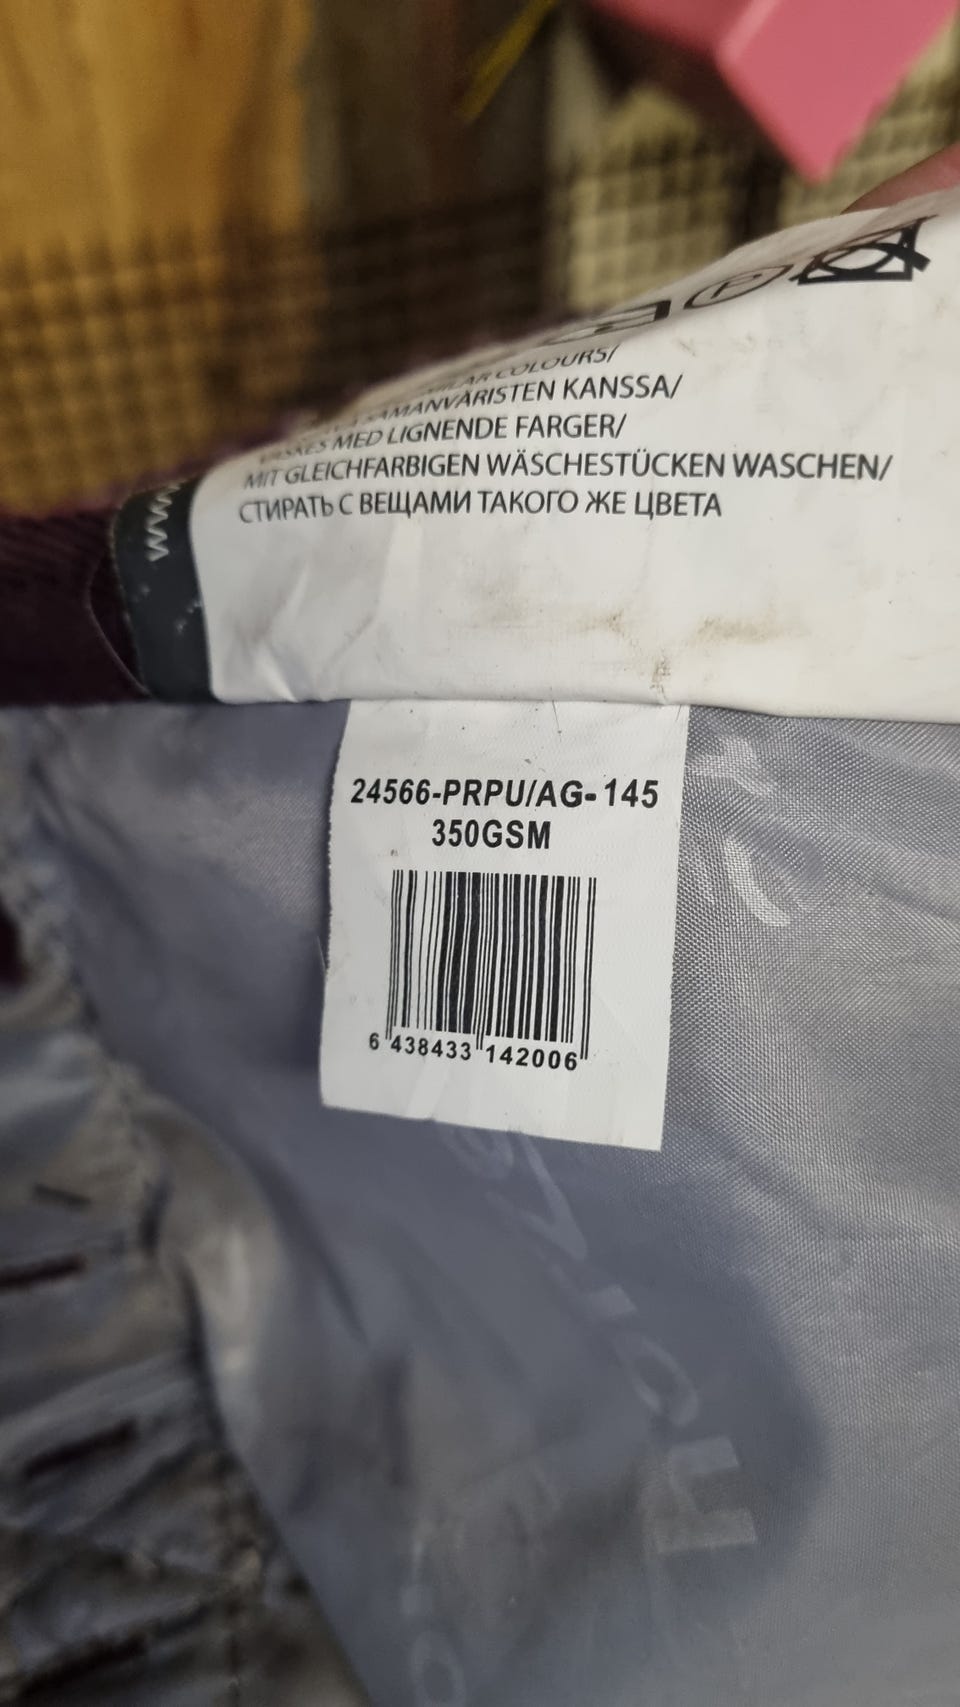 COLOURS/
SAMANVÄRISTEN KANSSA/
MED LIGNENDE FARGER/
MIT GLEICHFARBIGEN WÄSCHESTÜCKEN WASCHEN/
СТИРАТЬ С ВЕЩАМИ ТАКОГО ЖЕ ЦВЕТА
24566-PRPU/AG-145
350GSM
6 438433 142006